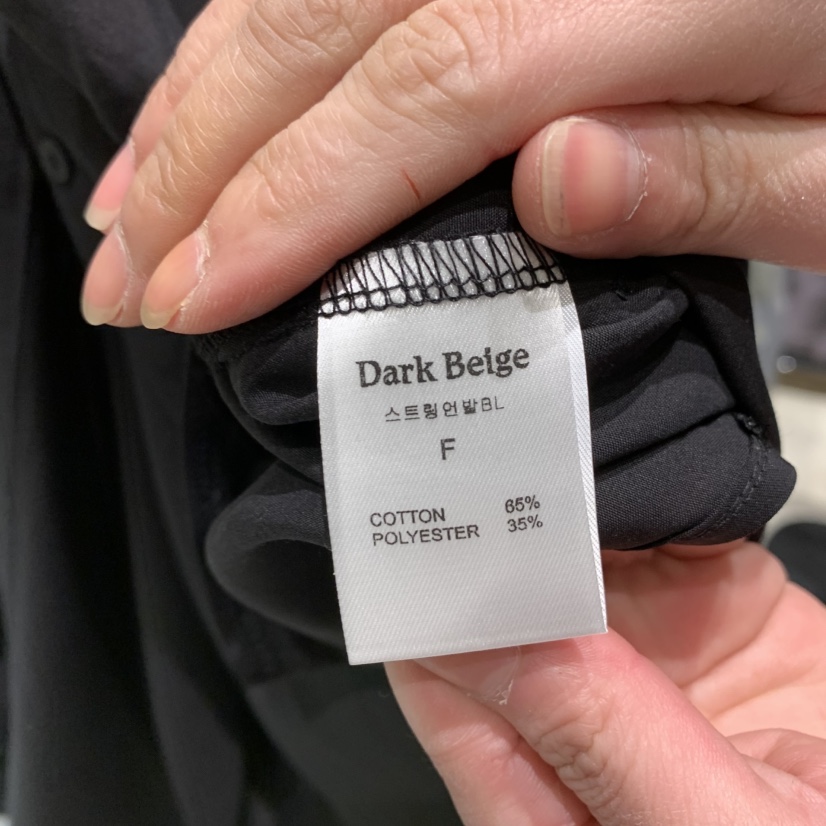 Dark Beige
스트링언발BL
F
COTTON 65%
POLYESTER 35%